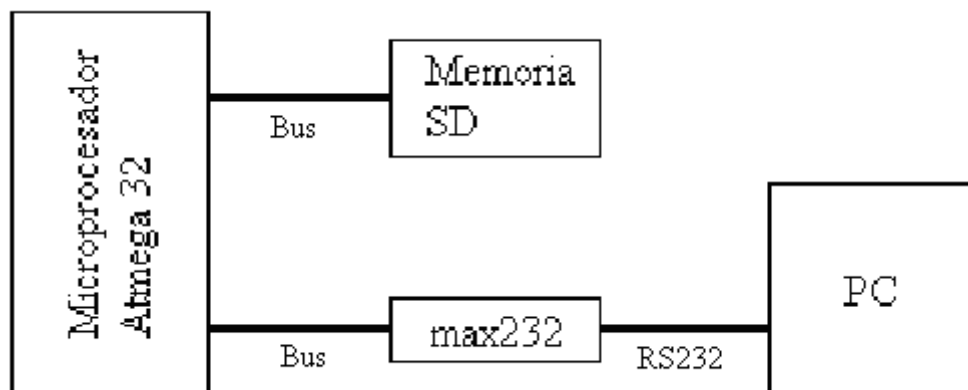 Microprocesador
Atmega 32
Bus
Memoria
SD
Bus
max232
RS232
PC